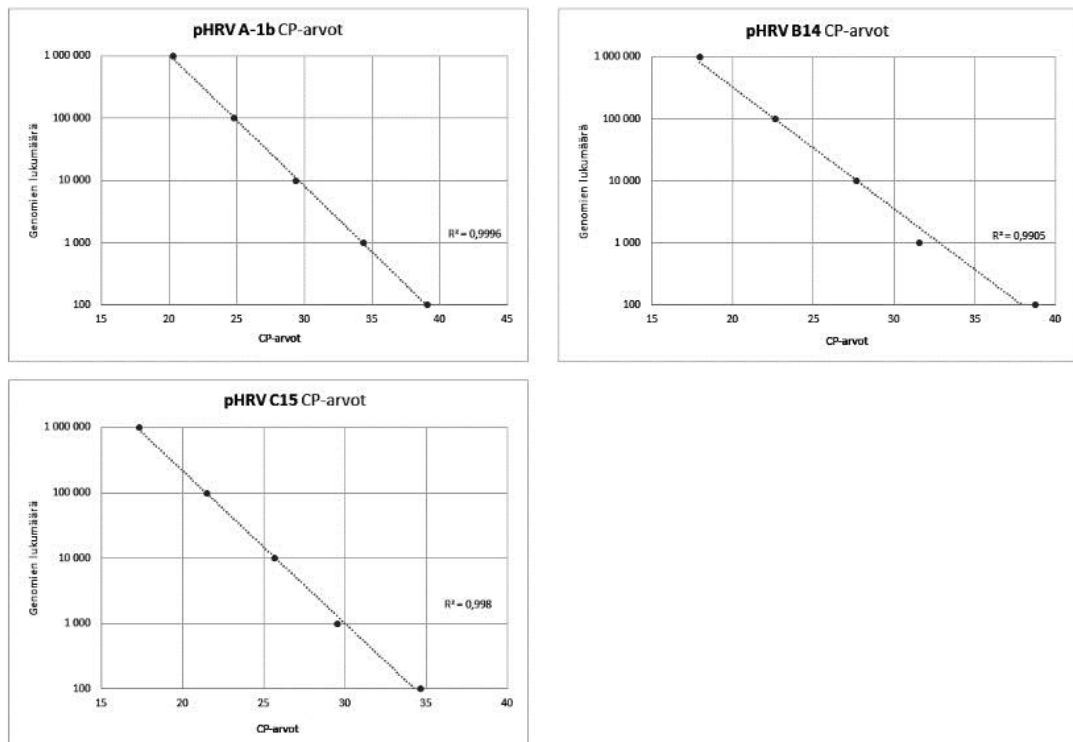 pHRV A-1b CP-arvot
Genomien lukumäärä
1 000 000
100 000
10 000
1 000
100
R² = 0,9996
15 20 25 30 35 40 45
CP-arvot
pHRV B14 CP-arvot
Genomien lukumäärä
1 000 000
100 000
10 000
1 000
100
R² = 0,9905
15 20 25 30 35 40
CP-arvot
pHRV C15 CP-arvot
Genomien lukumäärä
1 000 000
100 000
10 000
1 000
100
R² = 0,998
15 20 25 30 35 40
CP-arvot